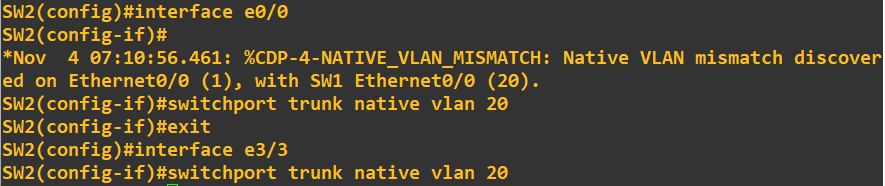 SW2(config)#interface e0/0
SW2(config-if)#
*Nov  4 07:10:56.461: %CDP-4-NATIVE_VLAN_MISMATCH: Native VLAN mismatch discover
ed on Ethernet0/0 (1), with SW1 Ethernet0/0 (20).
SW2(config-if)#switchport trunk native vlan 20
SW2(config-if)#exit
SW2(config)#interface e3/3
SW2(config-if)#switchport trunk native vlan 20